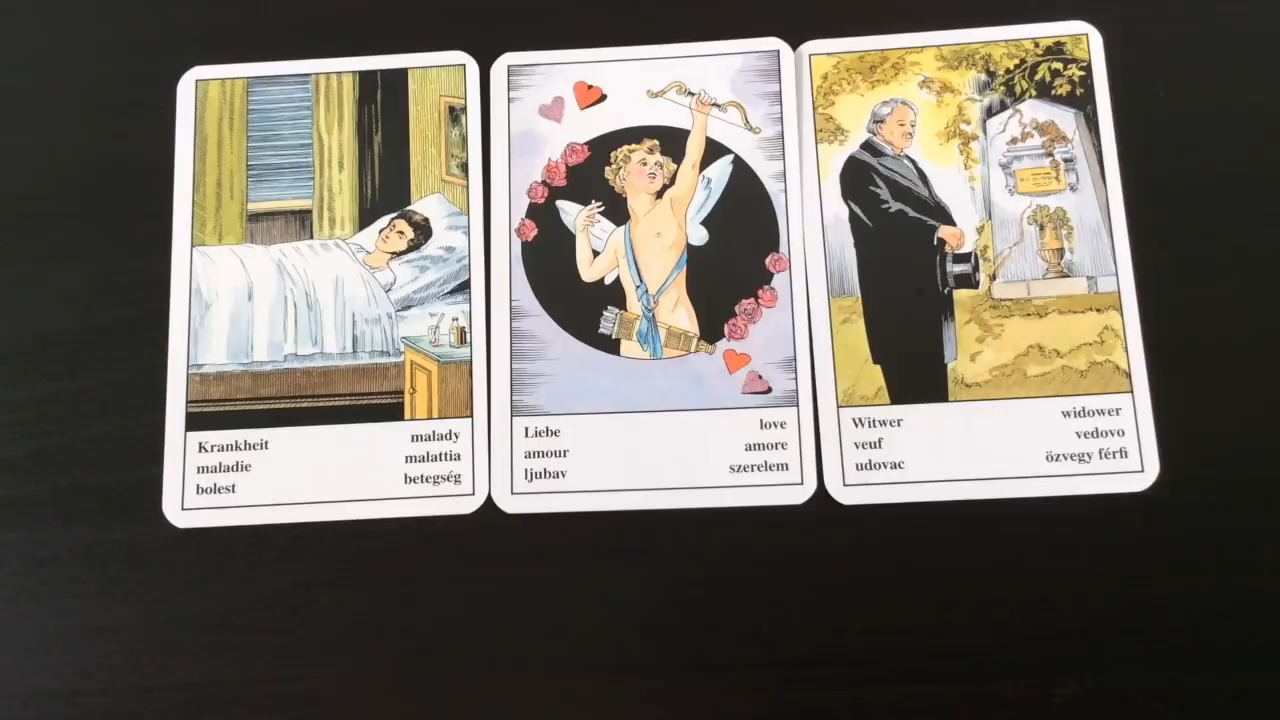 Krankheit malady
maladie malattia
bolest betegség
Liebe love
amour amore
ljubav szerelem
Witwer widower
veuf vedovo
udovac özvegy férfi